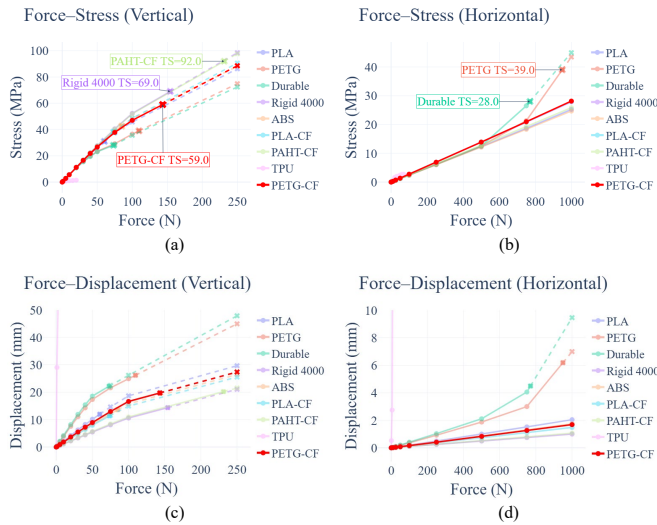 Force–Stress (Vertical)
Stress (MPa)
100
80
60
40
20
0
PAHT-CF TS=92.0
Rigid 4000 TS=69.0
PETG-CF TS=59.0
0
50
100
150
200
250
Force (N)
PLA
PETG
Durable
Rigid 4000
ABS
PLA-CF
PAHT-CF
TPU
PETG-CF
(a)
Force–Stress (Horizontal)
Stress (MPa)
40
30
20
10
0
PETG TS=39.0
Durable TS=28.0
0
200
400
600
800
1000
Force (N)
PLA
PETG
Durable
Rigid 4000
ABS
PLA-CF
PAHT-CF
TPU
PETG-CF
(b)
Force–Displacement (Vertical)
Displacement (mm)
50
40
30
20
10
0
0
50
100
150
200
250
Force (N)
PLA
PETG
Durable
Rigid 4000
ABS
PLA-CF
PAHT-CF
TPU
PETG-CF
(c)
Force–Displacement (Horizontal)
Displacement (mm)
10
8
6
4
2
0
0
200
400
600
800
1000
Force (N)
PLA
PETG
Durable
Rigid 4000
ABS
PLA-CF
PAHT-CF
TPU
PETG-CF
(d)